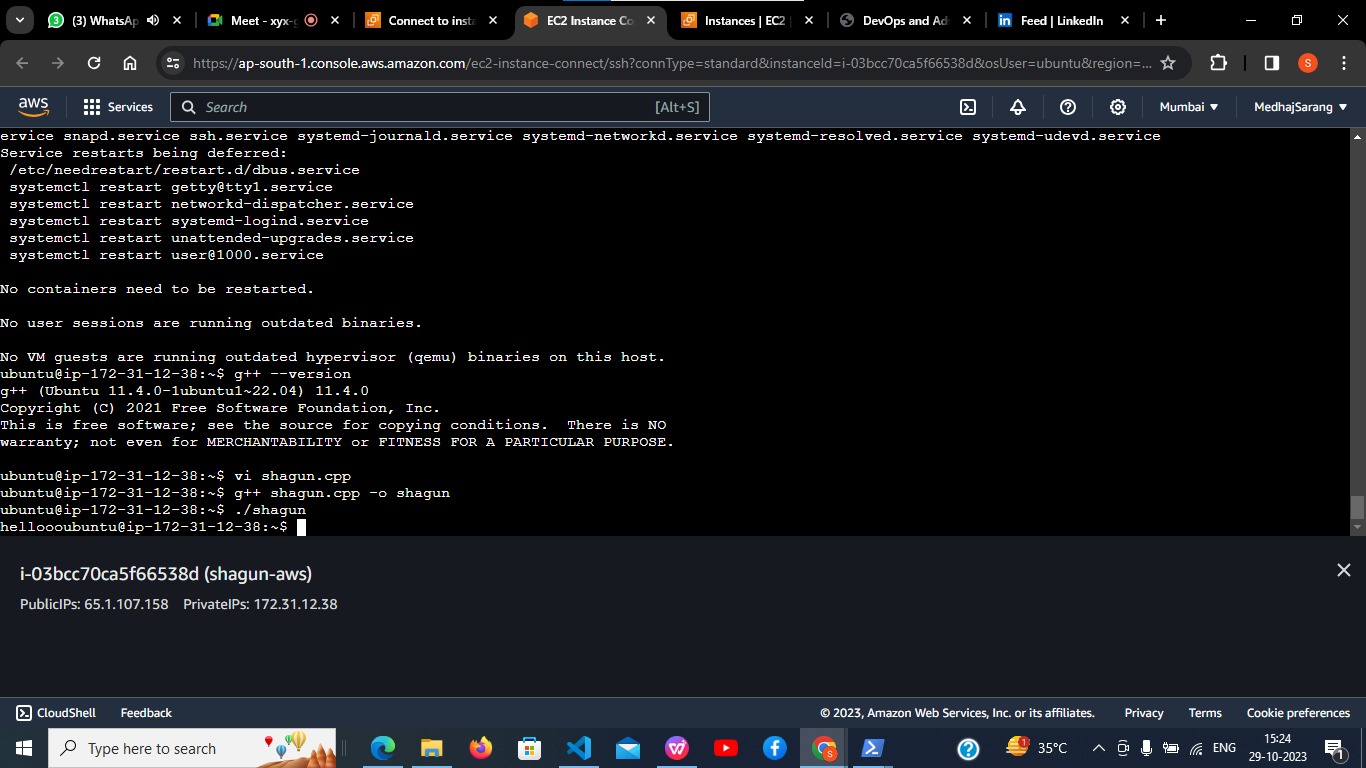 (3) WhatsAp
Meet - xyx-g
Connect to insta
EC2 Instance Co
Instances | EC2
DevOps and Ad
Feed | LinkedIn
https://ap-south-1.console.aws.amazon.com/ec2-instance-connect/ssh?connType=standard&instanceId=i-03bcc70ca5f66538d&osUser=ubuntu&region=...
S
aws
Services
Search
[Alt+S]
Mumbai
MedhajSarang
ervice snapd.service ssh.service systemd-journald.service systemd-networkd.service systemd-resolved.service systemd-udevd.service
Service restarts being deferred:
/etc/needrestart/restart.d/dbus.service
systemctl restart getty@tty1.service
systemctl restart networkd-dispatcher.service
systemctl restart systemd-logind.service
systemctl restart unattended-upgrades.service
systemctl restart user@1000.service
No containers need to be restarted.
No user sessions are running outdated binaries.
No VM guests are running outdated hypervisor (qemu) binaries on this host.
ubuntu@ip-172-31-12-38:~$ g++ --version
g++ (Ubuntu 11.4.0-1ubuntu1~22.04) 11.4.0
Copyright (C) 2021 Free Software Foundation, Inc.
This is free software; see the source for copying conditions.  There is NO
warranty; not even for MERCHANTABILITY or FITNESS FOR A PARTICULAR PURPOSE.
ubuntu@ip-172-31-12-38:~$ vi shagun.cpp
ubuntu@ip-172-31-12-38:~$ g++ shagun.cpp -o shagun
ubuntu@ip-172-31-12-38:~$ ./shagun
helloooubuntu@ip-172-31-12-38:~$
i-03bcc70ca5f66538d (shagun-aws)
PublicIPs: 65.1.107.158 PrivateIPs: 172.31.12.38
CloudShell
Feedback
© 2023, Amazon Web Services, Inc. or its affiliates.
Privacy
Terms
Cookie preferences
Type here to search
35°C
ENG
15:24
29-10-2023